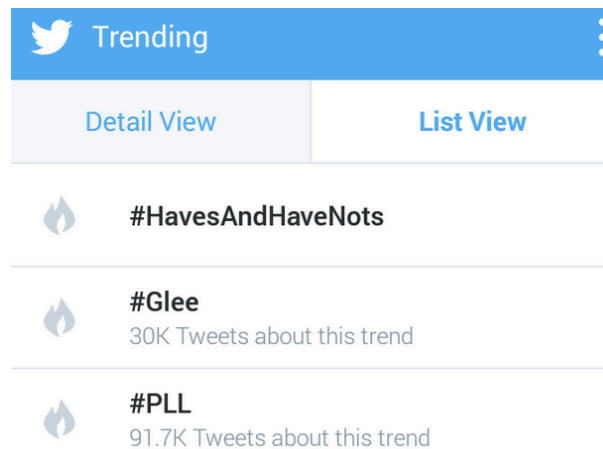 Trending
Detail View List View
#HavesAndHaveNots
#Glee
30K Tweets about this trend
#PLL
91.7K Tweets about this trend